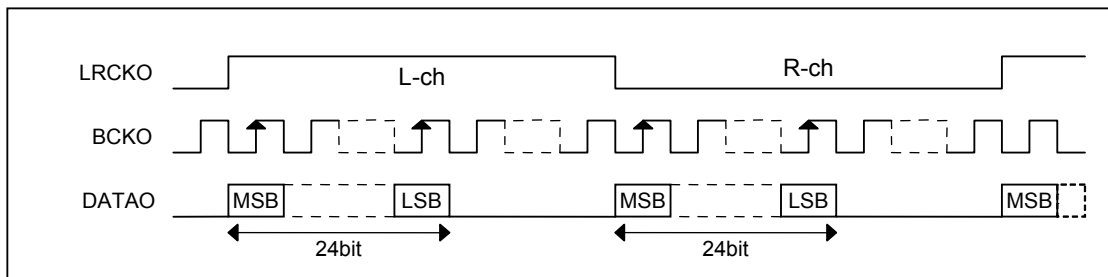 LRCKO
L-ch
R-ch
BCKO
DATAO
MSB
LSB
MSB
LSB
MSB
24bit
24bit